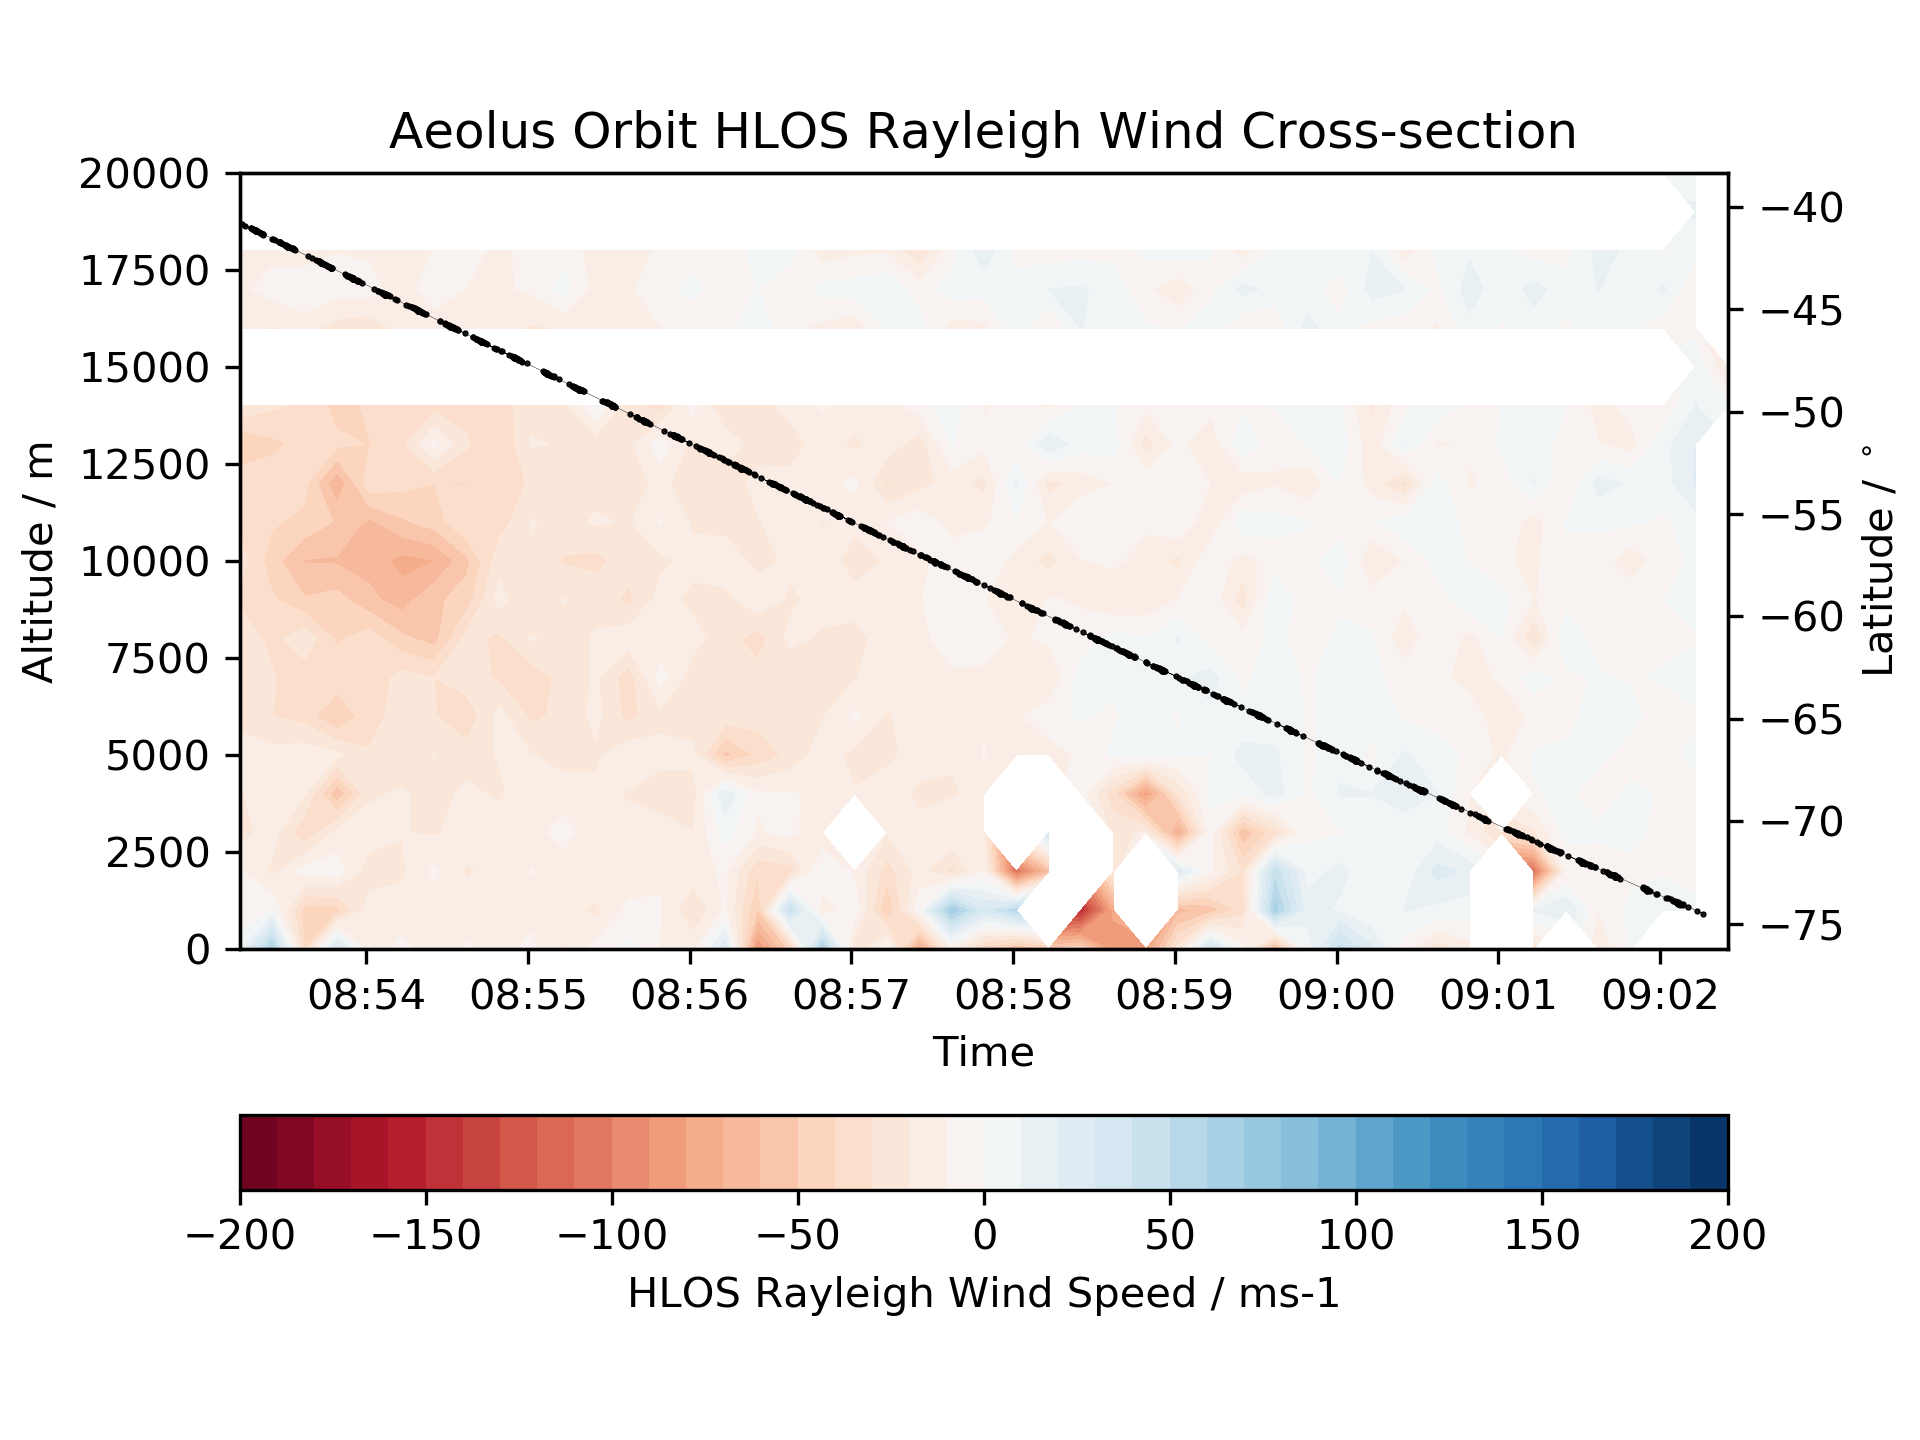 Aeolus Orbit HLOS Rayleigh Wind Cross-section
20000
17500
15000
12500
10000
7500
5000
2500
0
Altitude / m
−40
−45
−50
−55
−60
−65
−70
−75
Latitude / °
08:54 08:55 08:56 08:57 08:58 08:59 09:00 09:01 09:02
Time
−200 −150 −100 −50 0 50 100 150 200
HLOS Rayleigh Wind Speed / ms-1